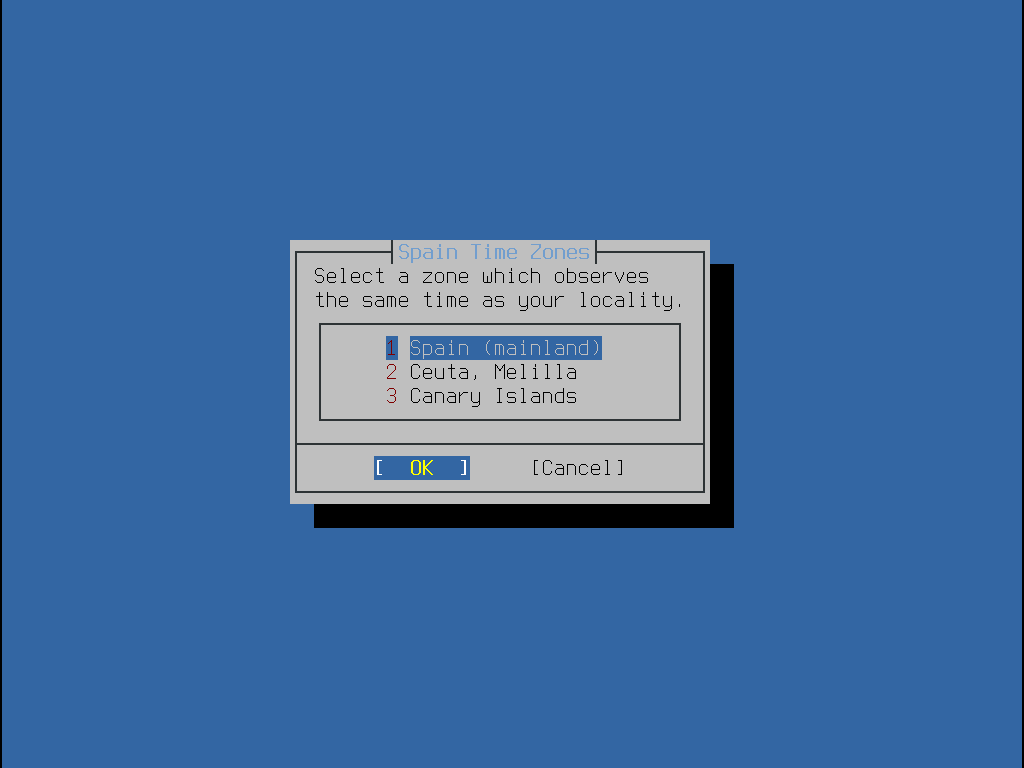 Spain Time Zones
Select a zone which observes
the same time as your locality.
1 Spain (mainland)
2 Ceuta, Melilla
3 Canary Islands
[  OK  ] [Cancel]